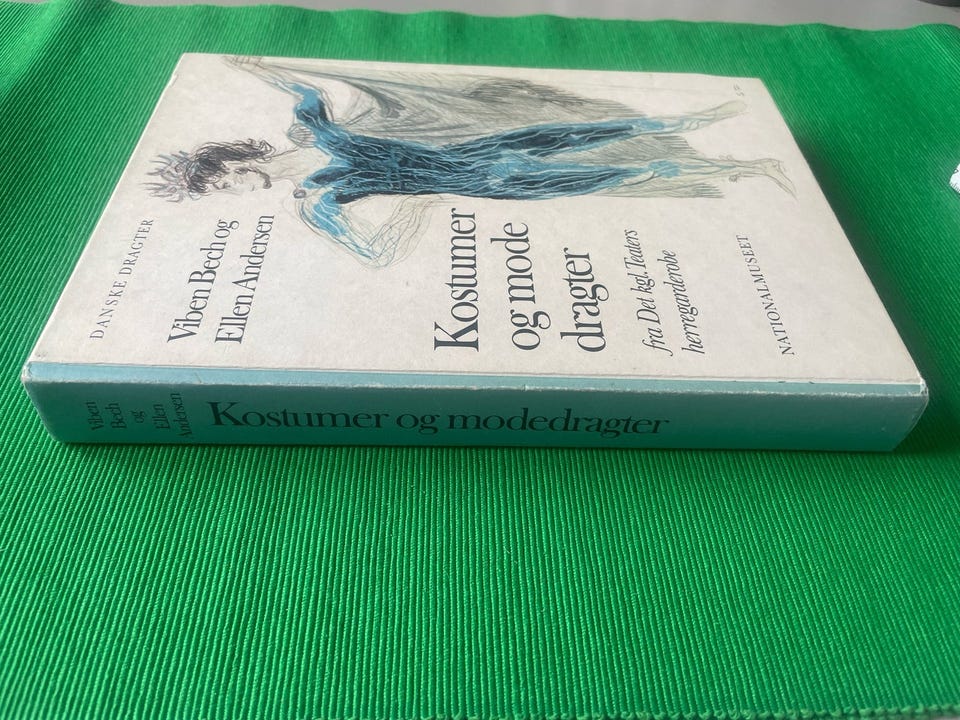 DANSKE DRAGTER
Viben Bech og
Ellen Andersen
Kostumer
og mode
dragter
fra Det kgl. Teaters
herregarderobe
NATIONALMUSEET
Viben
Bech
og
Ellen
Andersen
Kostumer og modedragter